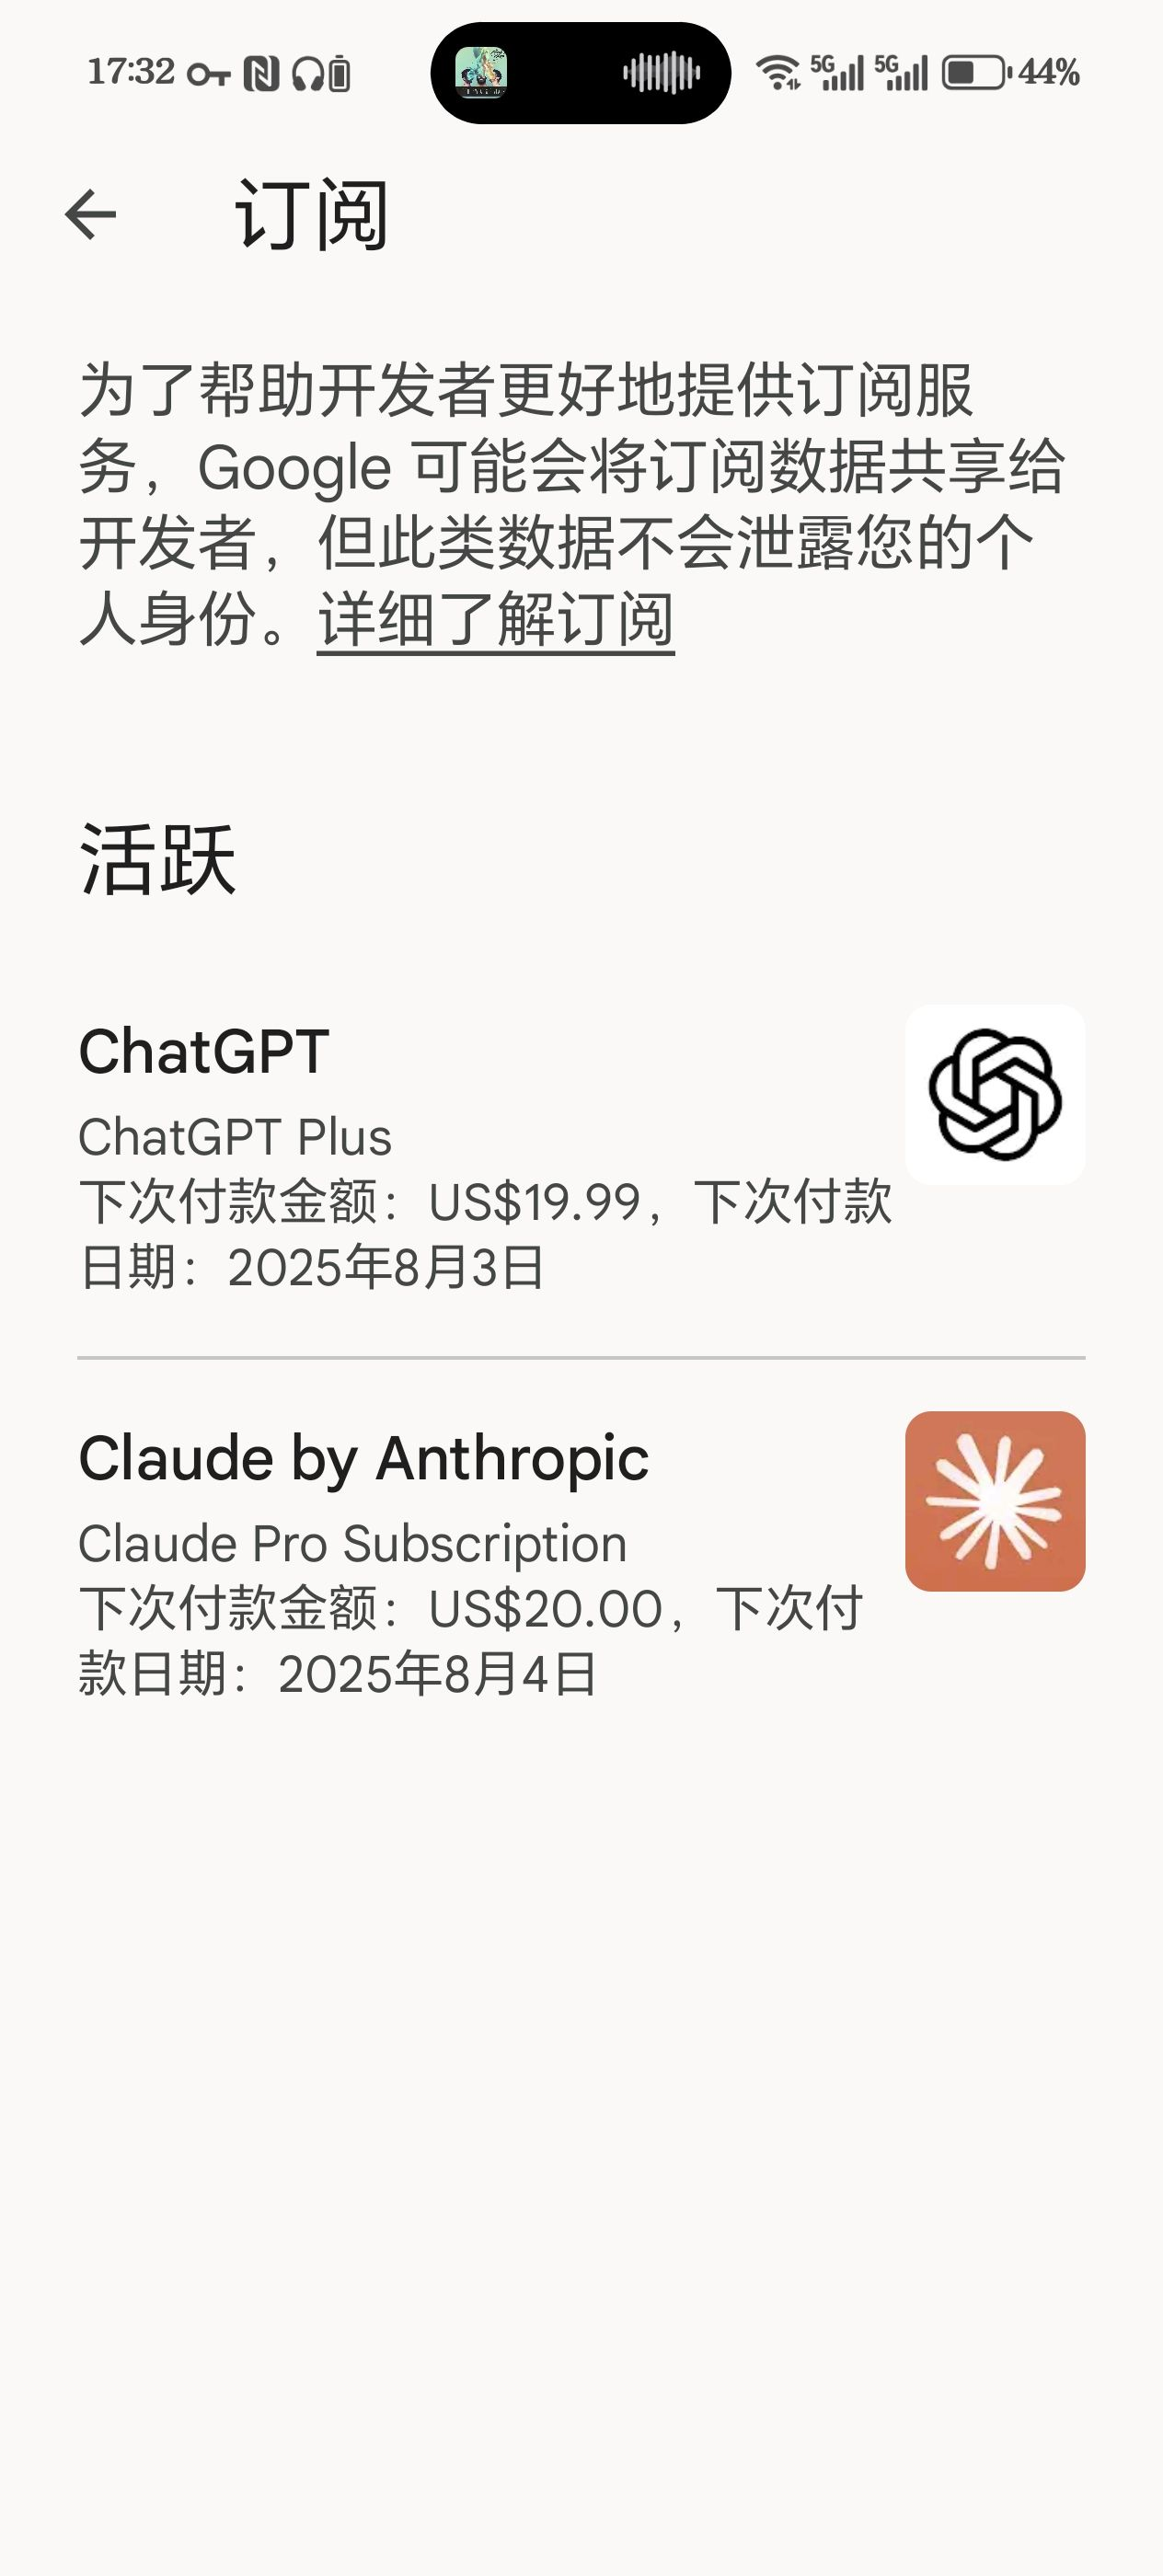 17:32
5G 5G 44%
订阅
为了帮助开发者更好地提供订阅服
务，Google 可能会将订阅数据共享给
开发者，但此类数据不会泄露您的个
人身份。详细了解订阅
活跃
ChatGPT
ChatGPT Plus
下次付款金额：US$19.99，下次付款
日期：2025年8月3日
Claude by Anthropic
Claude Pro Subscription
下次付款金额：US$20.00，下次付
款日期：2025年8月4日